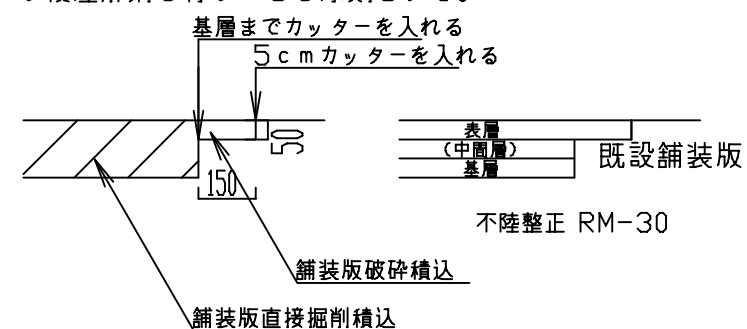 基層までカッターを入れる
5cmカッターを入れる
50
150
表層
(中間層)
基層
既設舗装版
不陸整正 RM-30
舗装版破砕積込
舗装版直接掘削積込